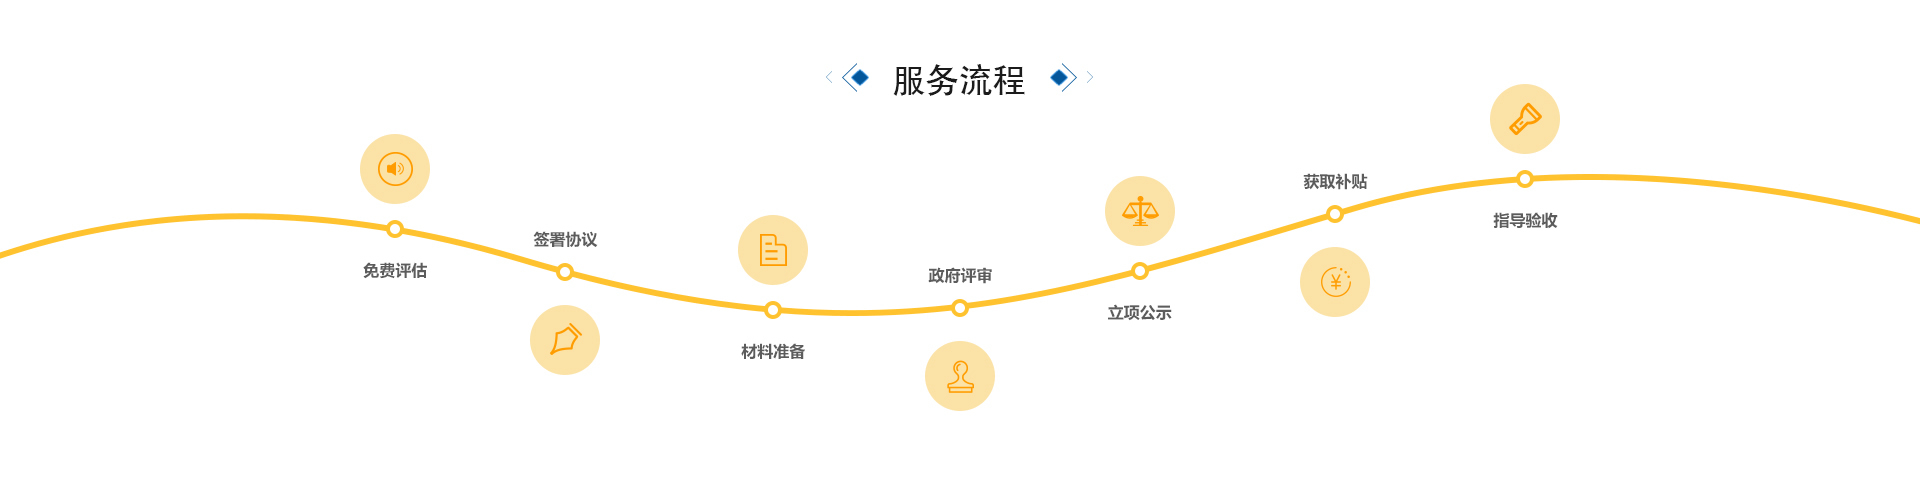 服务流程
免费评估
签署协议
材料准备
政府评审
立项公示
获取补贴
指导验收